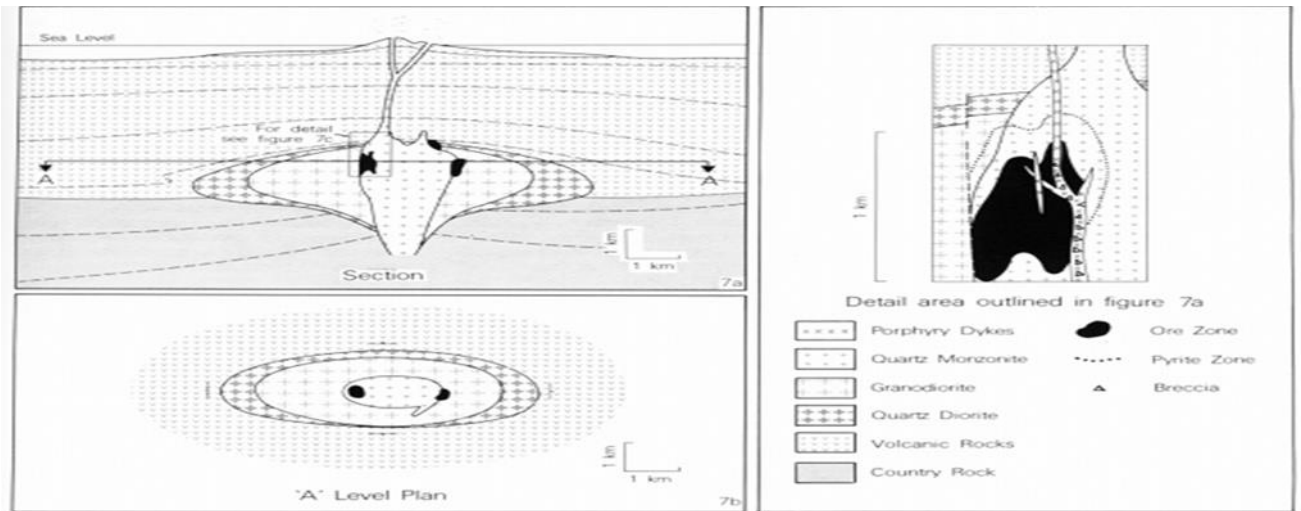 Sea Level
For detail
see figure 7c
A
A
1 km
1 km
Section
7a
1 km
1 km
'A' Level Plan
7b
1 km
Detail area outlined in figure 7a
Porphyry Dykes
Quartz Monzonite
Granodiorite
Quartz Diorite
Volcanic Rocks
Country Rock
Ore Zone
Pyrite Zone
Breccia